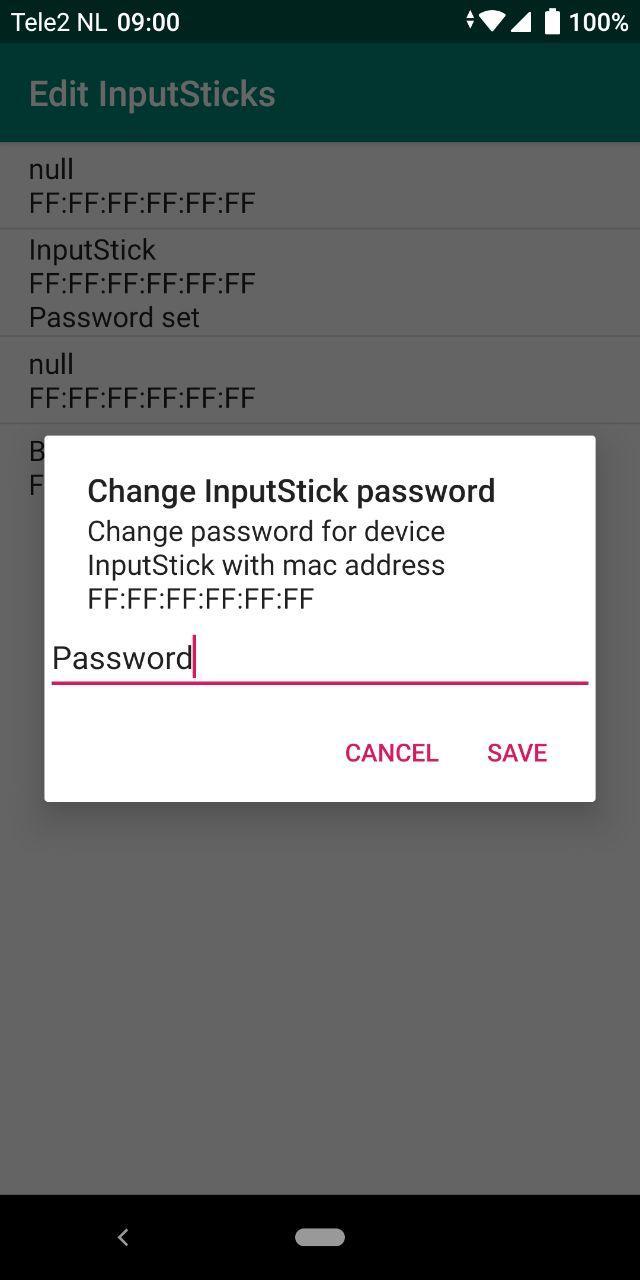 Tele2 NL 09:00 100%
Edit InputSticks
null
FF:FF:FF:FF:FF:FF
InputStick
FF:FF:FF:FF:FF:FF
Password set
null
FF:FF:FF:FF:FF:FF
B
F
Change InputStick password
Change password for device
InputStick with mac address
FF:FF:FF:FF:FF:FF
Password
CANCEL SAVE